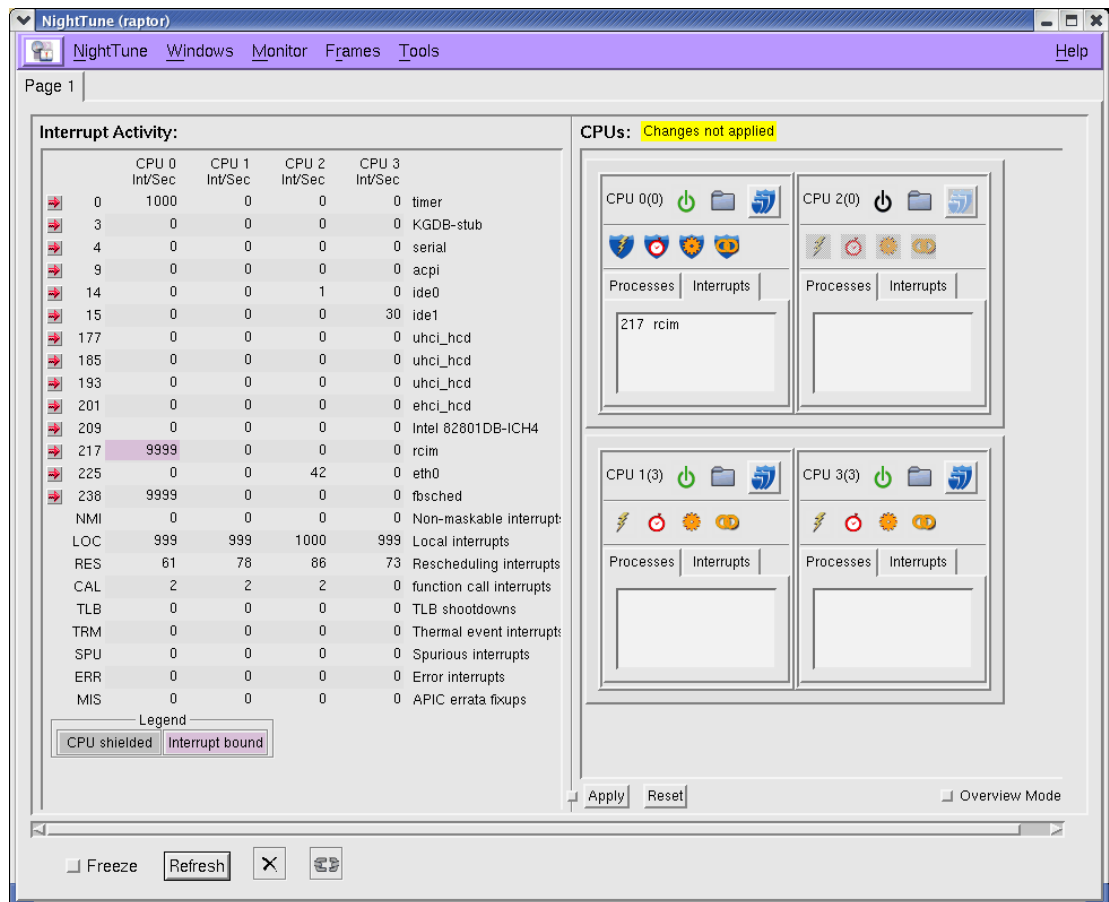 NightTune (raptor)
NightTune Windows Monitor Frames Tools Help
Page 1
Interrupt Activity:
CPU 0 CPU 1 CPU 2 CPU 3
Int/Sec Int/Sec Int/Sec Int/Sec
0 1000 0 0 0 timer
3 0 0 0 0 KGDB-stub
4 0 0 0 0 serial
9 0 0 0 0 acpi
14 0 0 1 0 ide0
15 0 0 0 30 ide1
177 0 0 0 0 uhci_hcd
185 0 0 0 0 uhci_hcd
193 0 0 0 0 uhci_hcd
201 0 0 0 0 ehci_hcd
209 0 0 0 0 Intel 82801DB-ICH4
217 9999 0 0 0 rcim
225 0 0 42 0 eth0
238 9999 0 0 0 fbsched
NMI 0 0 0 0 Non-maskable interrupt:
LOC 999 999 1000 999 Local interrupts
RES 61 78 86 73 Rescheduling interrupts
CAL 2 2 2 0 function call interrupts
TLB 0 0 0 0 TLB shootdowns
TRM 0 0 0 0 Thermal event interrupts
SPU 0 0 0 0 Spurious interrupts
ERR 0 0 0 0 Error interrupts
MIS 0 0 0 0 APIC errata fixups
Legend
CPU shielded Interrupt bound
CPUs: Changes not applied
CPU 0(0) CPU 2(0)
Processes Interrupts Processes Interrupts
217 rcim
CPU 1(3) CPU 3(3)
Processes Interrupts Processes Interrupts
Apply Reset Overview Mode
Freeze Refresh